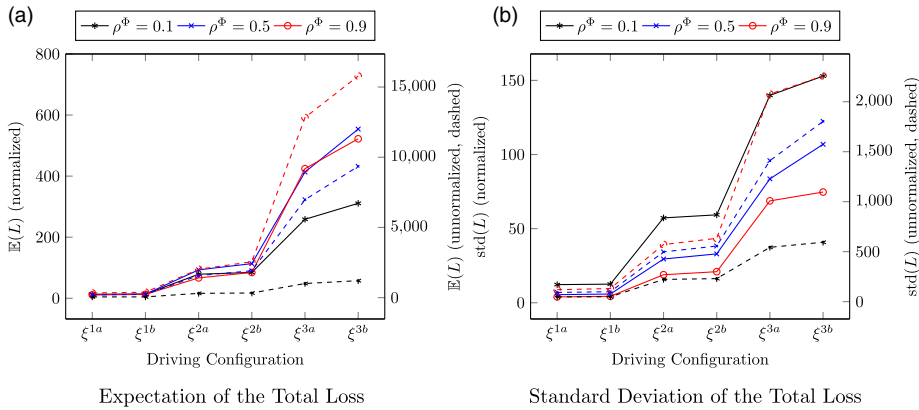 (a)
ρ^Φ = 0.1 ρ^Φ = 0.5 ρ^Φ = 0.9
800
600
400
200
0
𝔼(L) (normalized)
15,000
10,000
5,000
0
𝔼(L) (unnormalized, dashed)
ξ^1a ξ^1b ξ^2a ξ^2b ξ^3a ξ^3b
Driving Configuration
Expectation of the Total Loss
(b)
ρ^Φ = 0.1 ρ^Φ = 0.5 ρ^Φ = 0.9
150
100
50
0
std(L) (normalized)
2,000
1,500
1,000
500
0
std(L) (unnormalized, dashed)
ξ^1a ξ^1b ξ^2a ξ^2b ξ^3a ξ^3b
Driving Configuration
Standard Deviation of the Total Loss